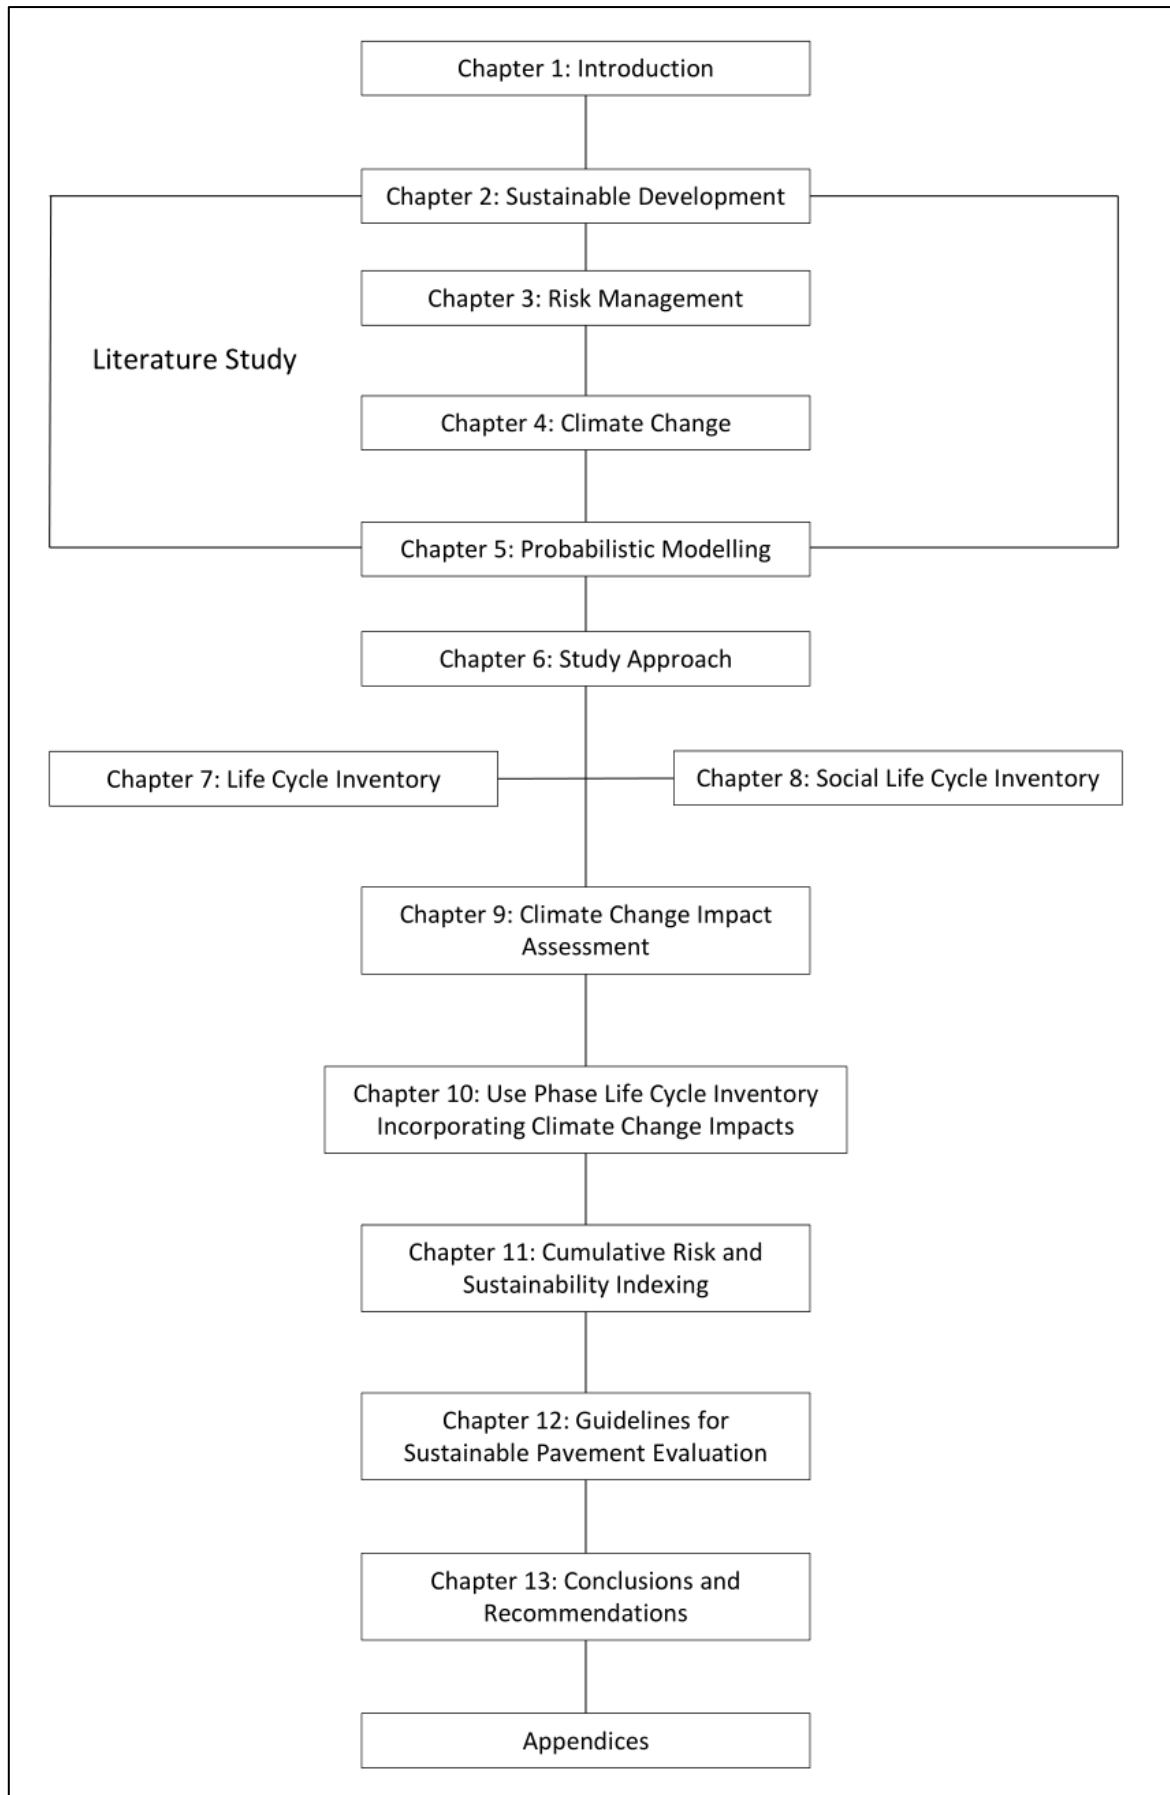 Chapter 1: Introduction
Chapter 2: Sustainable Development
Chapter 3: Risk Management
Literature Study
Chapter 4: Climate Change
Chapter 5: Probabilistic Modelling
Chapter 6: Study Approach
Chapter 7: Life Cycle Inventory
Chapter 8: Social Life Cycle Inventory
Chapter 9: Climate Change Impact
Assessment
Chapter 10: Use Phase Life Cycle Inventory
Incorporating Climate Change Impacts
Chapter 11: Cumulative Risk and
Sustainability Indexing
Chapter 12: Guidelines for
Sustainable Pavement Evaluation
Chapter 13: Conclusions and
Recommendations
Appendices